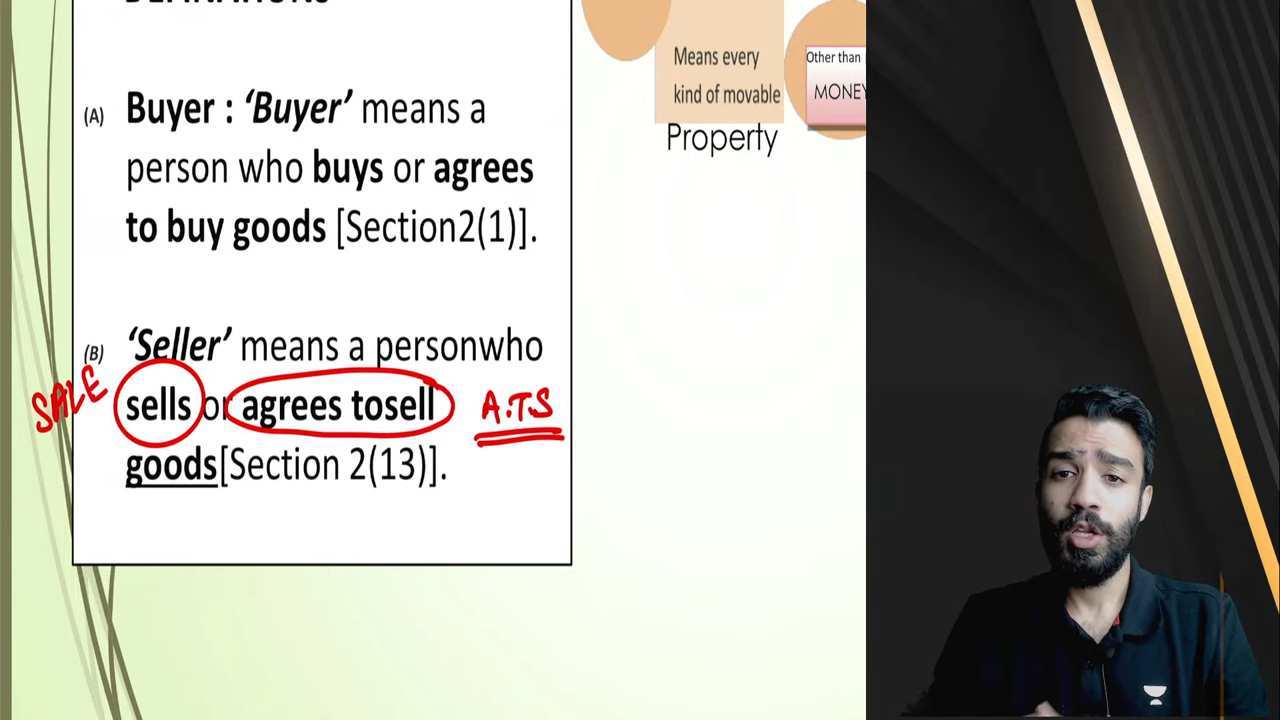 (A) Buyer : ‘Buyer’ means a
person who buys or agrees
to buy goods [Section2(1)].
(B) ‘Seller’ means a personwho
SALE sells or agrees tosell A.T.S
goods[Section 2(13)].
Means every
kind of movable
Property
Other than
MONEY